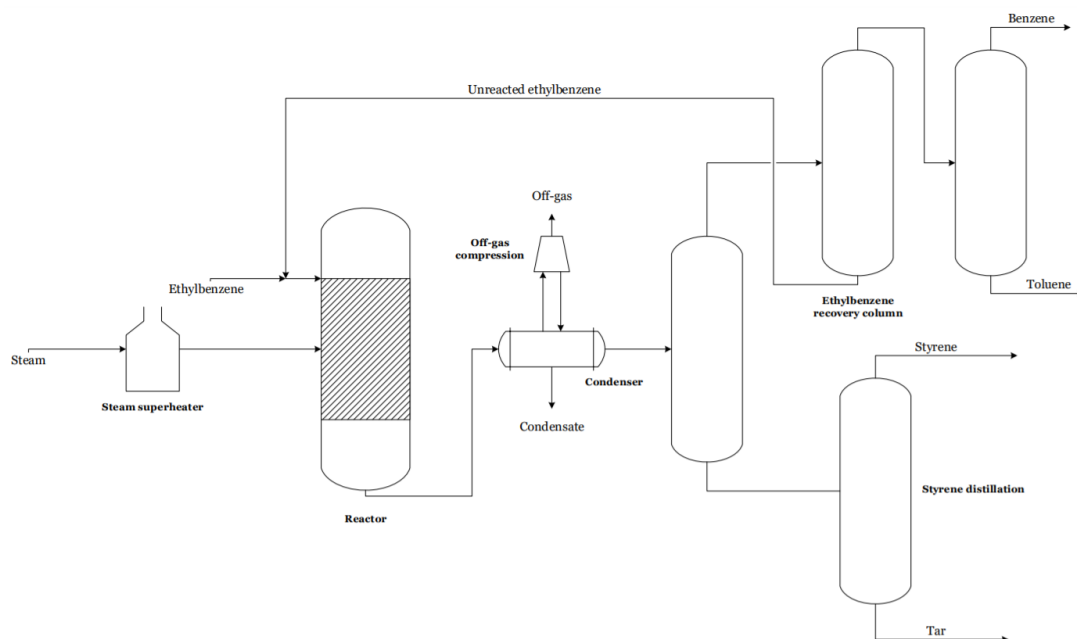 Benzene
Unreacted ethylbenzene
Off-gas
Off-gas
compression
Ethylbenzene
Toluene
Ethylbenzene
recovery column
Steam
Styrene
Condenser
Steam superheater
Condensate
Styrene distillation
Reactor
Tar